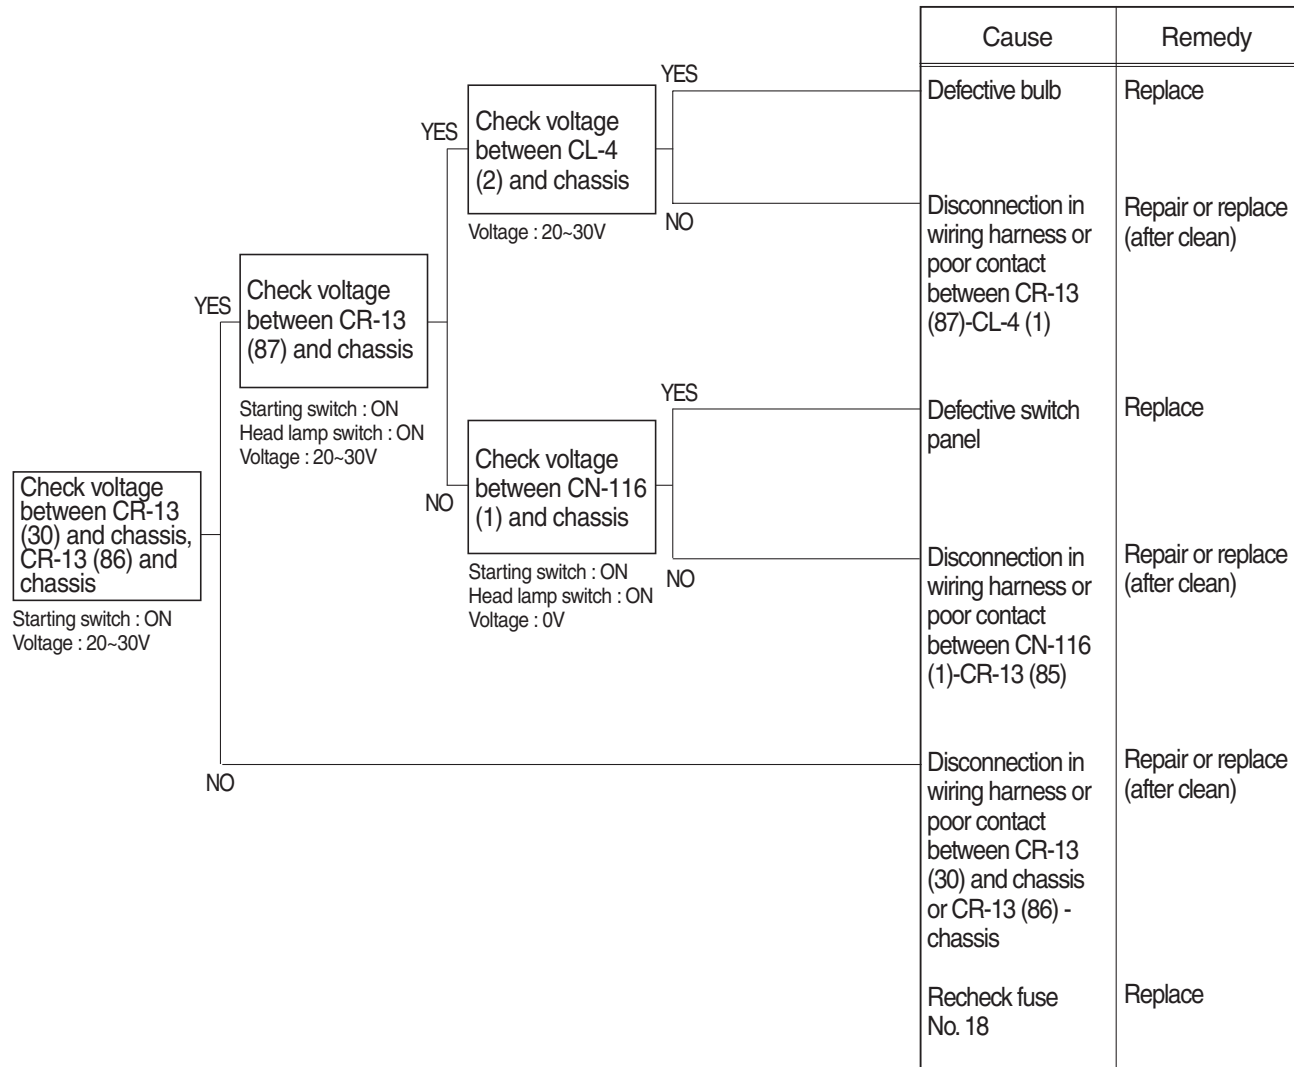 Cause
Remedy
YES
Defective bulb
Replace
YES
Check voltage
between CL-4
(2) and chassis
Voltage : 20~30V
NO
Disconnection in
wiring harness or
poor contact
between CR-13
(87)-CL-4 (1)
Repair or replace
(after clean)
YES
Check voltage
between CR-13
(87) and chassis
Starting switch : ON
Head lamp switch : ON
Voltage : 20~30V
YES
Defective switch
panel
Replace
NO
Check voltage
between CN-116
(1) and chassis
Starting switch : ON
Head lamp switch : ON
Voltage : 0V
NO
Disconnection in
wiring harness or
poor contact
between CN-116
(1)-CR-13 (85)
Repair or replace
(after clean)
Check voltage
between CR-13
(30) and chassis,
CR-13 (86) and
chassis
Starting switch : ON
Voltage : 20~30V
NO
Disconnection in
wiring harness or
poor contact
between CR-13
(30) and chassis
or CR-13 (86) -
chassis
Repair or replace
(after clean)
Recheck fuse
No. 18
Replace